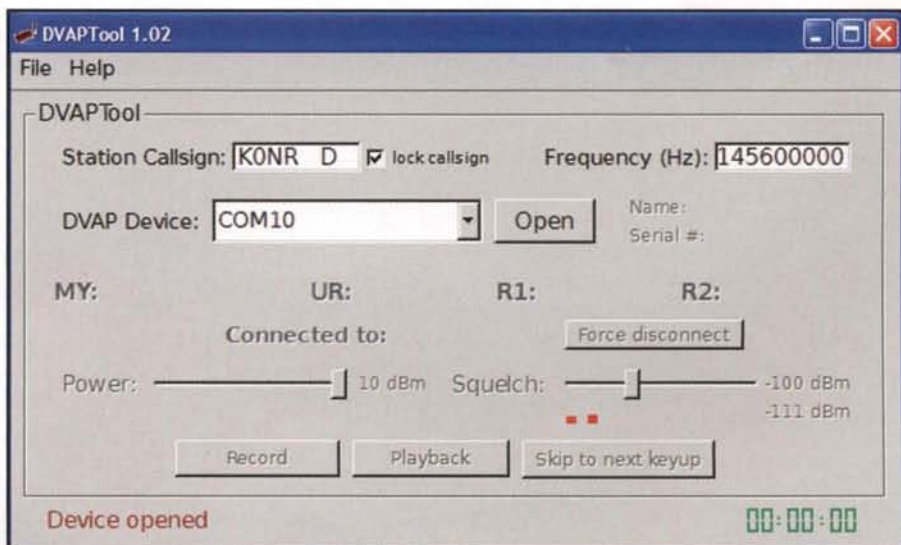 DVAPTool 1.02
File Help
DVAPTool
Station Callsign: K0NR D lock callsign Frequency (Hz): 145600000
DVAP Device: COM10 Open Name:
Serial #:
MY: UR: R1: R2:
Connected to: Force disconnect
Power: 10 dBm Squelch: -100 dBm
-111 dBm
Record Playback Skip to next keyup
Device opened 00:00:00